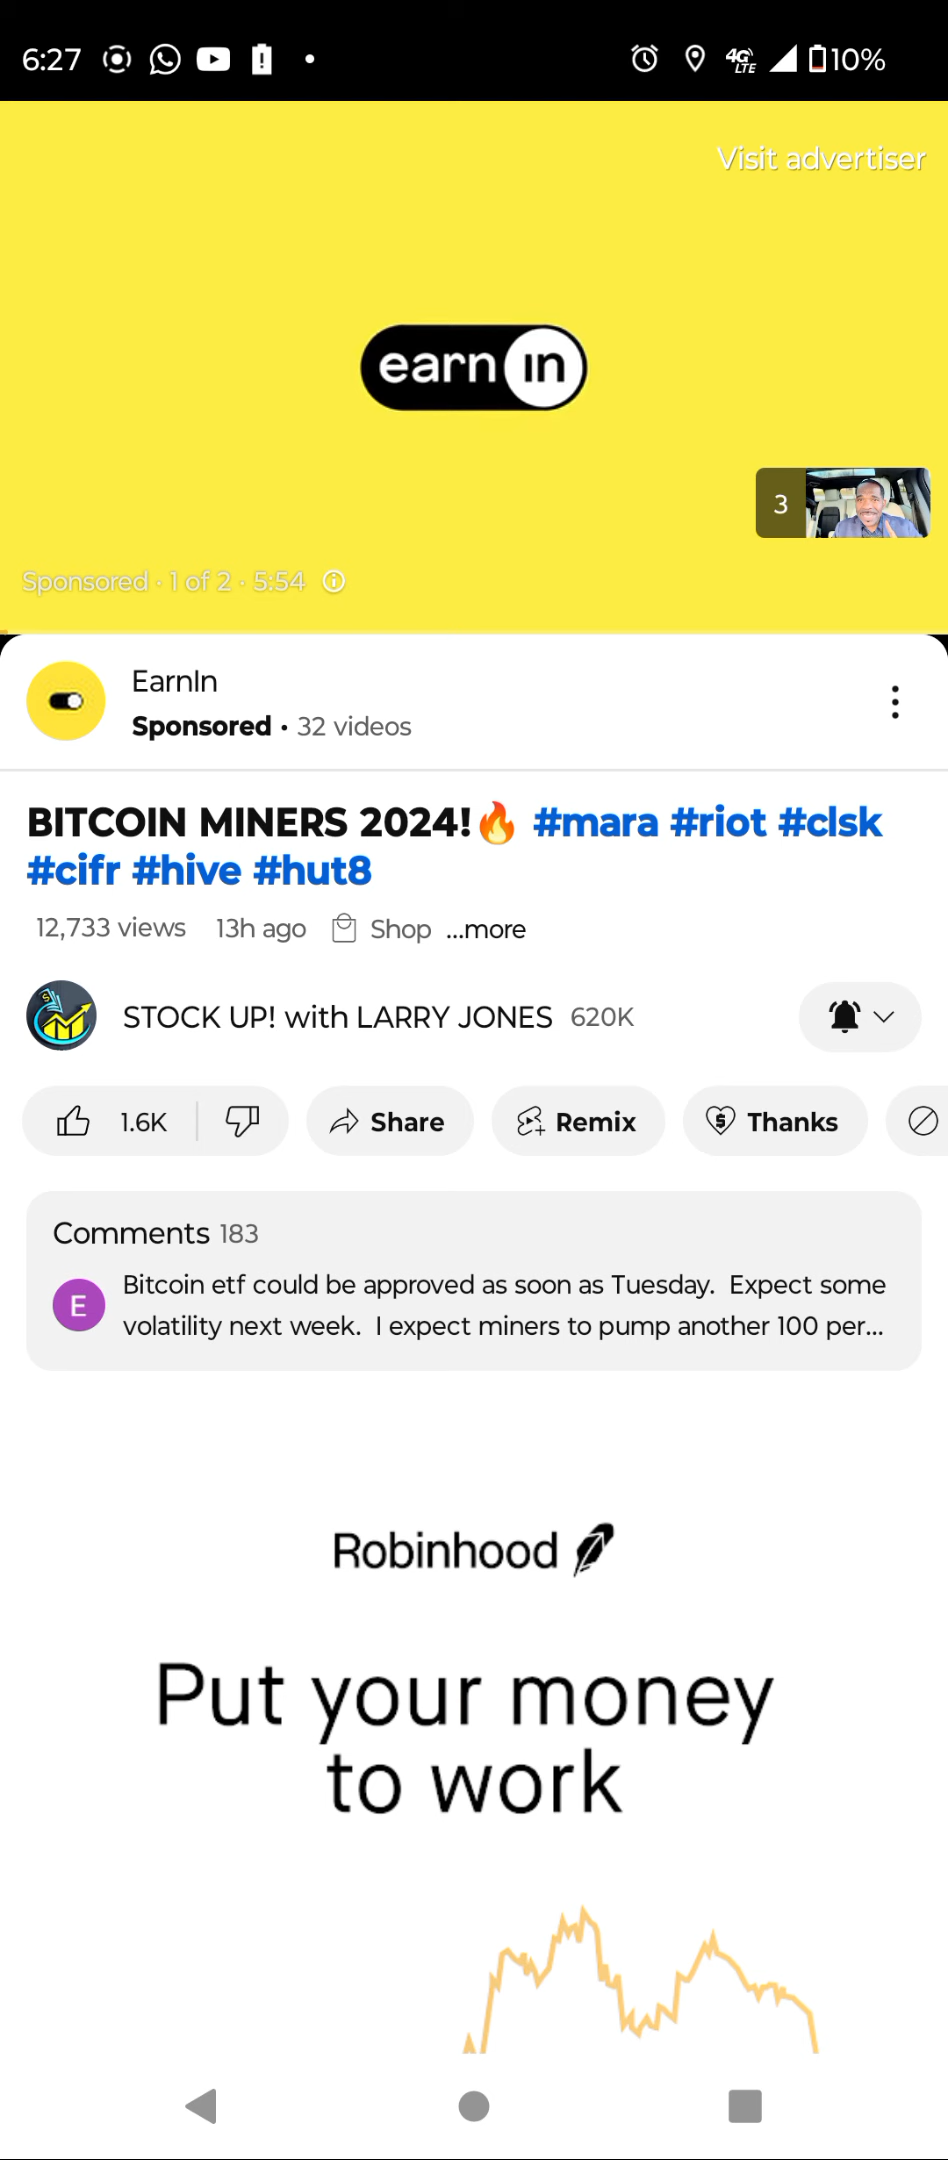 6:27
4G LTE 10%
Visit advertiser
earn in
3
Sponsored · 1 of 2 · 5:54
EarnIn
Sponsored · 32 videos
BITCOIN MINERS 2024!🔥 #mara #riot #clsk
#cifr #hive #hut8
12,733 views 13h ago Shop ...more
STOCK UP! with LARRY JONES 620K
1.6K Share Remix Thanks
Comments 183
E
Bitcoin etf could be approved as soon as Tuesday. Expect some
volatility next week. I expect miners to pump another 100 per...
Robinhood
Put your money
to work